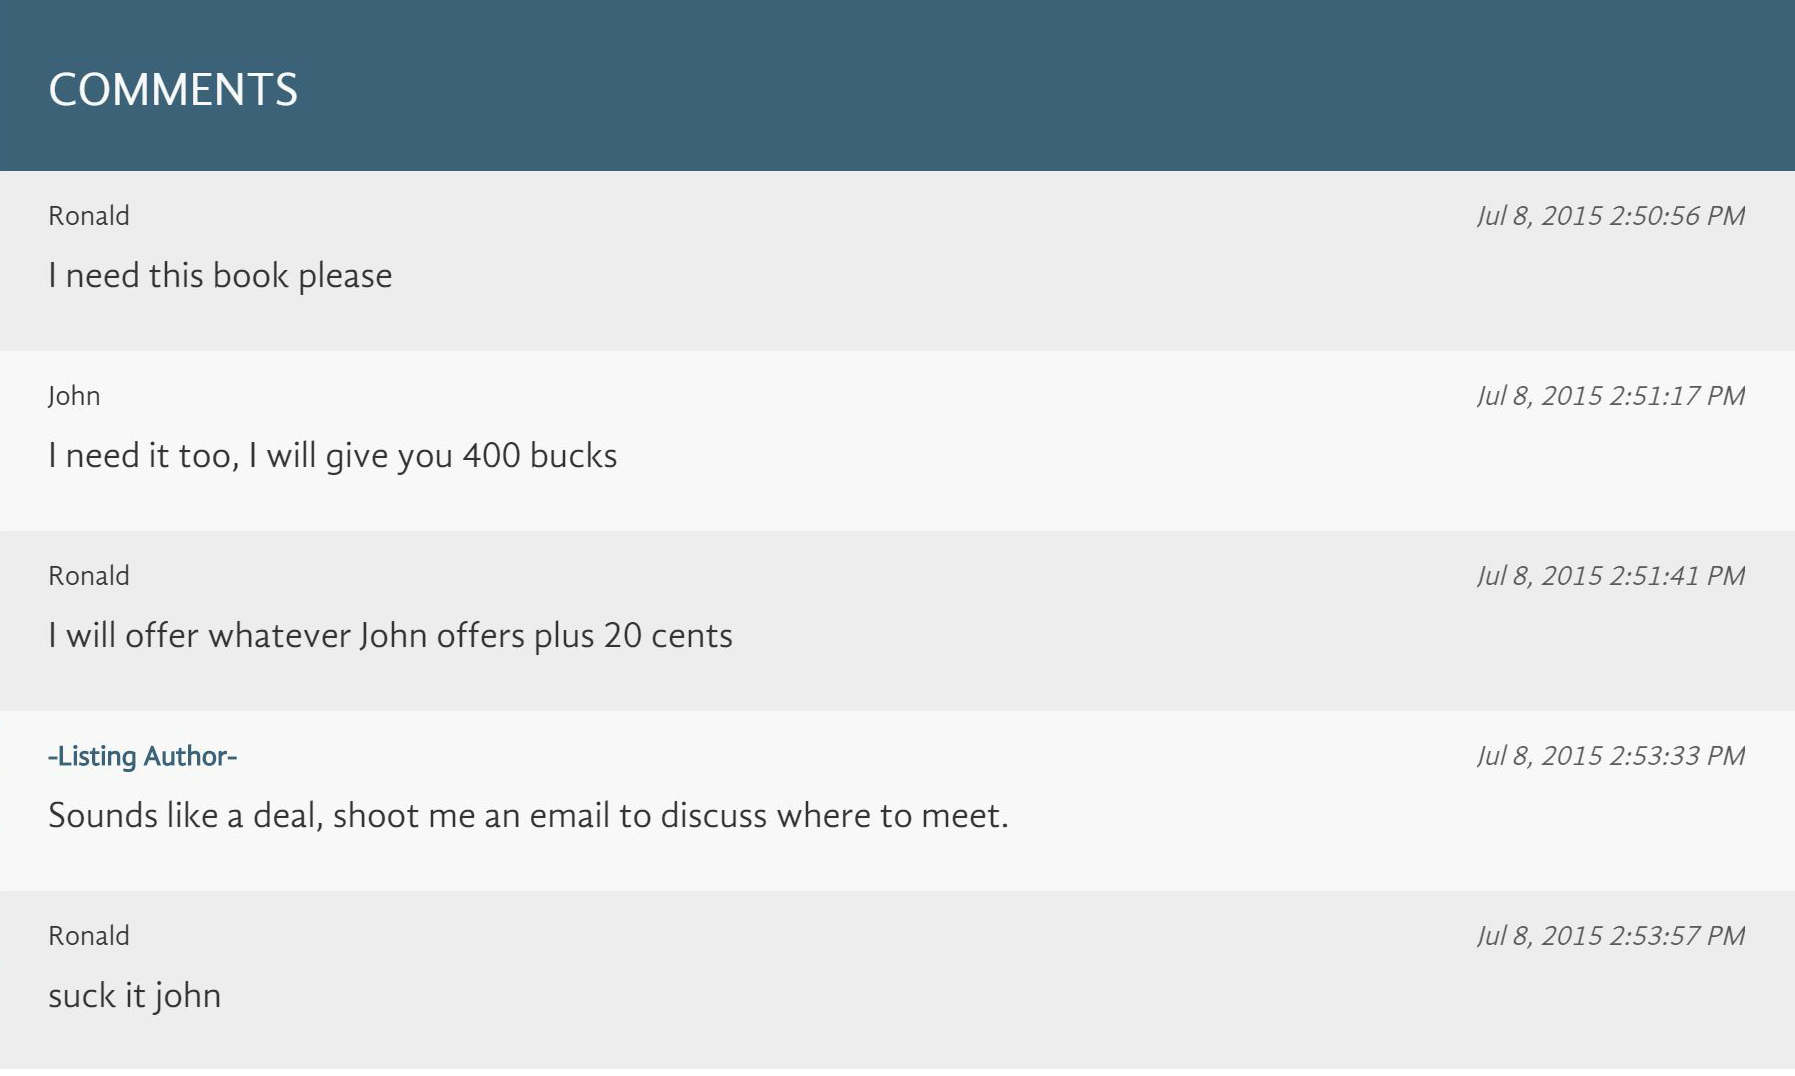 COMMENTS
Ronald
Jul 8, 2015 2:50:56 PM
I need this book please
John
Jul 8, 2015 2:51:17 PM
I need it too, I will give you 400 bucks
Ronald
Jul 8, 2015 2:51:41 PM
I will offer whatever John offers plus 20 cents
-Listing Author-
Jul 8, 2015 2:53:33 PM
Sounds like a deal, shoot me an email to discuss where to meet.
Ronald
Jul 8, 2015 2:53:57 PM
suck it john